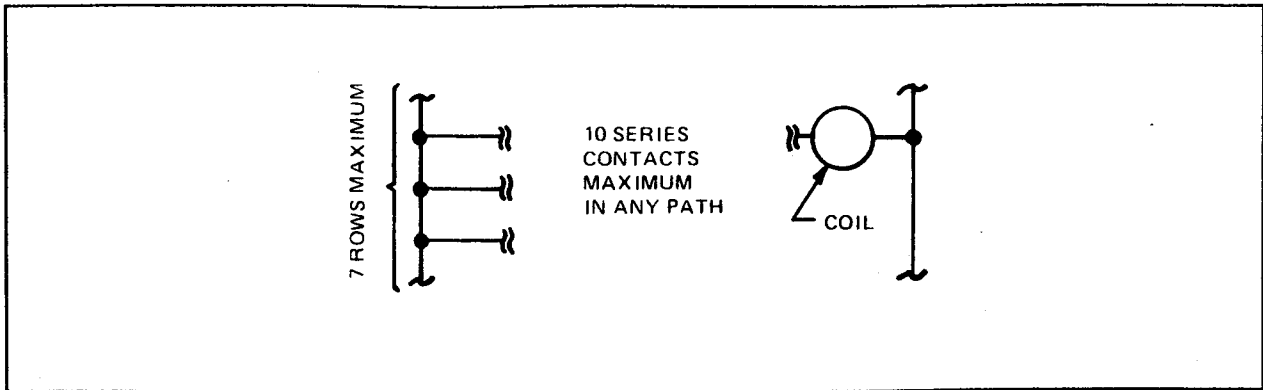 7 ROWS MAXIMUM
10 SERIES
CONTACTS
MAXIMUM
IN ANY PATH
COIL